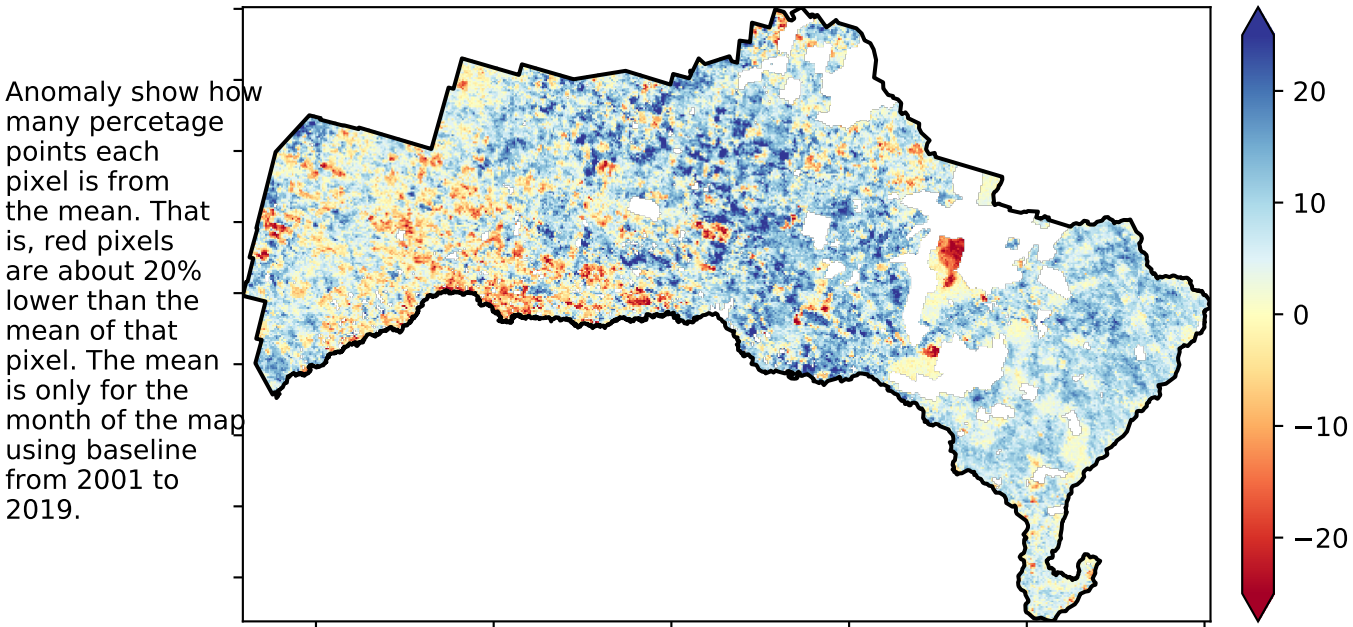 Anomaly show how
many percetage
points each
pixel is from
the mean. That
is, red pixels
are about 20%
lower than the
mean of that
pixel. The mean
is only for the
month of the map
using baseline
from 2001 to
2019.
20
10
0
−10
−20